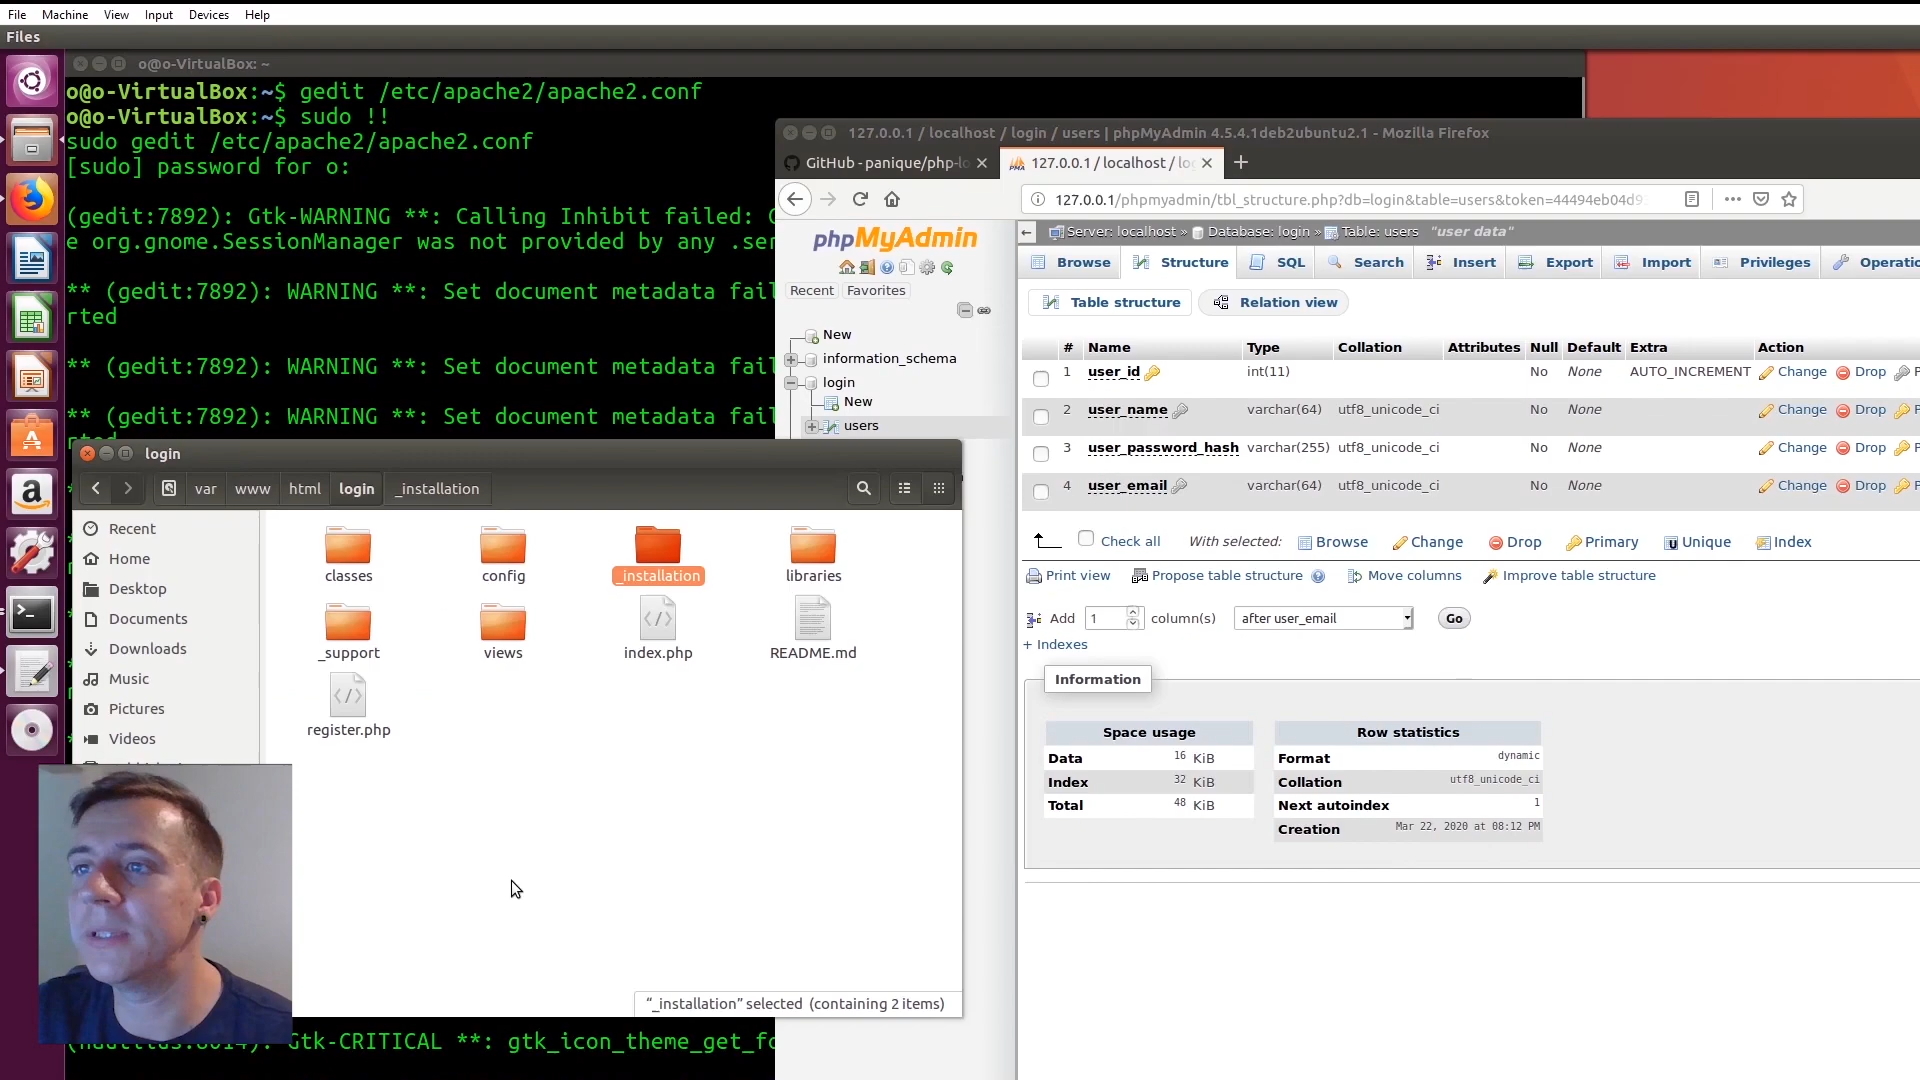 File Machine View Input Devices Help
Files
o@o-VirtualBox: ~
o@o-VirtualBox:~$ gedit /etc/apache2/apache2.conf
o@o-VirtualBox:~$ sudo !!
sudo gedit /etc/apache2/apache2.conf
[sudo] password for o:
(gedit:7892): Gtk-WARNING **: Calling Inhibit failed:
e org.gnome.SessionManager was not provided by any .ser
** (gedit:7892): WARNING **: Set document metadata fail
rted
** (gedit:7892): WARNING **: Set document metadata fail
** (gedit:7892): WARNING **: Set document metadata fail
127.0.0.1 / localhost / login / users | phpMyAdmin 4.5.4.1deb2ubuntu2.1 - Mozilla Firefox
GitHub - panique/php-lo
127.0.0.1 / localhost / log
127.0.0.1/phpmyadmin/tbl_structure.php?db=login&table=users&token=44494eb04d9
phpMyAdmin
Recent Favorites
New
information_schema
login
New
users
Server: localhost » Database: login » Table: users "user data"
Browse Structure SQL Search Insert Export Import Privileges Operatio
Table structure Relation view
# Name Type Collation Attributes Null Default Extra Action
1 user_id int(11) No None AUTO_INCREMENT Change Drop P
2 user_name varchar(64) utf8_unicode_ci No None Change Drop P
3 user_password_hash varchar(255) utf8_unicode_ci No None Change Drop P
4 user_email varchar(64) utf8_unicode_ci No None Change Drop P
Check all With selected: Browse Change Drop Primary Unique Index
Print view Propose table structure Move columns Improve table structure
Add 1 column(s) after user_email Go
+ Indexes
Information
Space usage
Data 16 KiB
Index 32 KiB
Total 48 KiB
Row statistics
Format dynamic
Collation utf8_unicode_ci
Next autoindex 1
Creation Mar 22, 2020 at 08:12 PM
login
var www html login _installation
Recent
Home
Desktop
Documents
Downloads
Music
Pictures
Videos
classes config _installation libraries
_support views index.php README.md
register.php
"_installation" selected (containing 2 items)
Gtk-CRITICAL **: gtk_icon_theme_get_fo